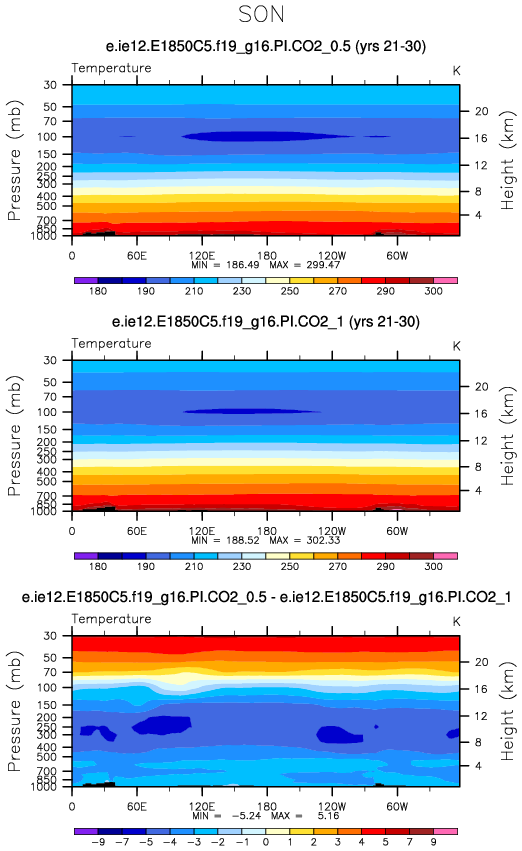 SON
e.ie12.E1850C5.f19_g16.PI.CO2_0.5 (yrs 21-30)
Temperature K
Pressure (mb)
30
50
70
100
150
200
250
300
400
500
700
850
1000
20
16
12
8
4
Height (km)
0 60E 120E 180 120W 60W
MIN = 186.49 MAX = 299.47
180 190 210 230 250 270 290 300
e.ie12.E1850C5.f19_g16.PI.CO2_1 (yrs 21-30)
Temperature K
Pressure (mb)
30
50
70
100
150
200
250
300
400
500
700
850
1000
20
16
12
8
4
Height (km)
0 60E 120E 180 120W 60W
MIN = 188.52 MAX = 302.33
180 190 210 230 250 270 290 300
e.ie12.E1850C5.f19_g16.PI.CO2_0.5 - e.ie12.E1850C5.f19_g16.PI.CO2_1
Temperature K
Pressure (mb)
30
50
70
100
150
200
250
300
400
500
700
850
1000
20
16
12
8
4
Height (km)
0 60E 120E 180 120W 60W
MIN = -5.24 MAX = 5.16
-9 -7 -5 -4 -3 -2 -1 0 1 2 3 4 5 7 9